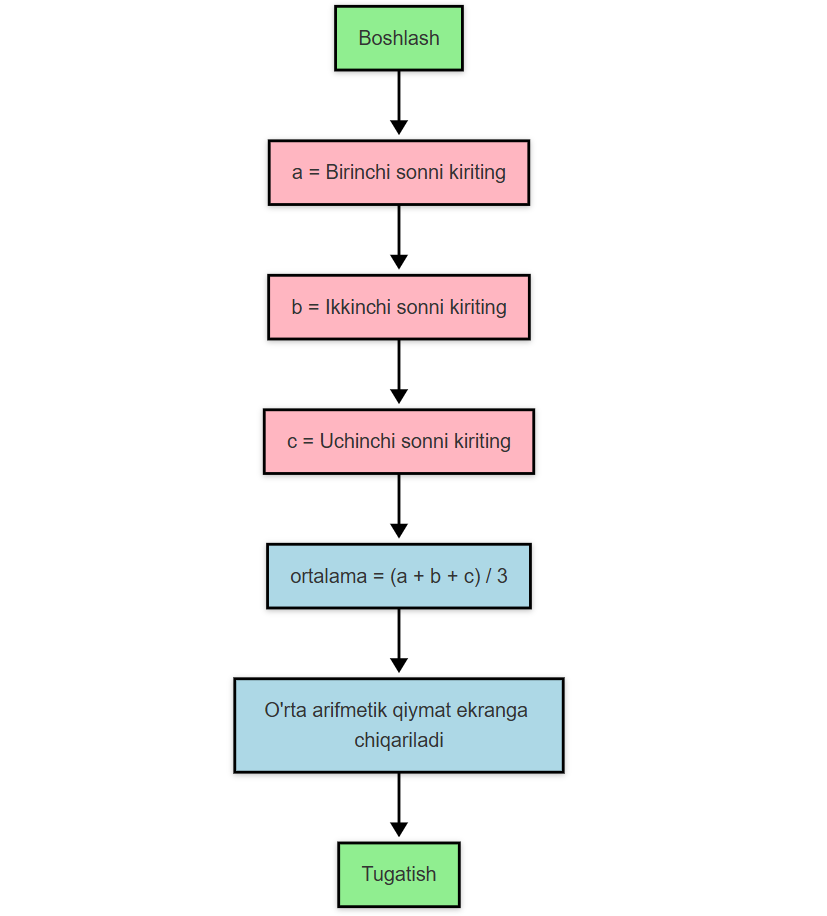 Boshlash
a = Birinchi sonni kiriting
b = Ikkinchi sonni kiriting
c = Uchinchi sonni kiriting
ortalama = (a + b + c) / 3
O'rta arifmetik qiymat ekranga
chiqariladi
Tugatish